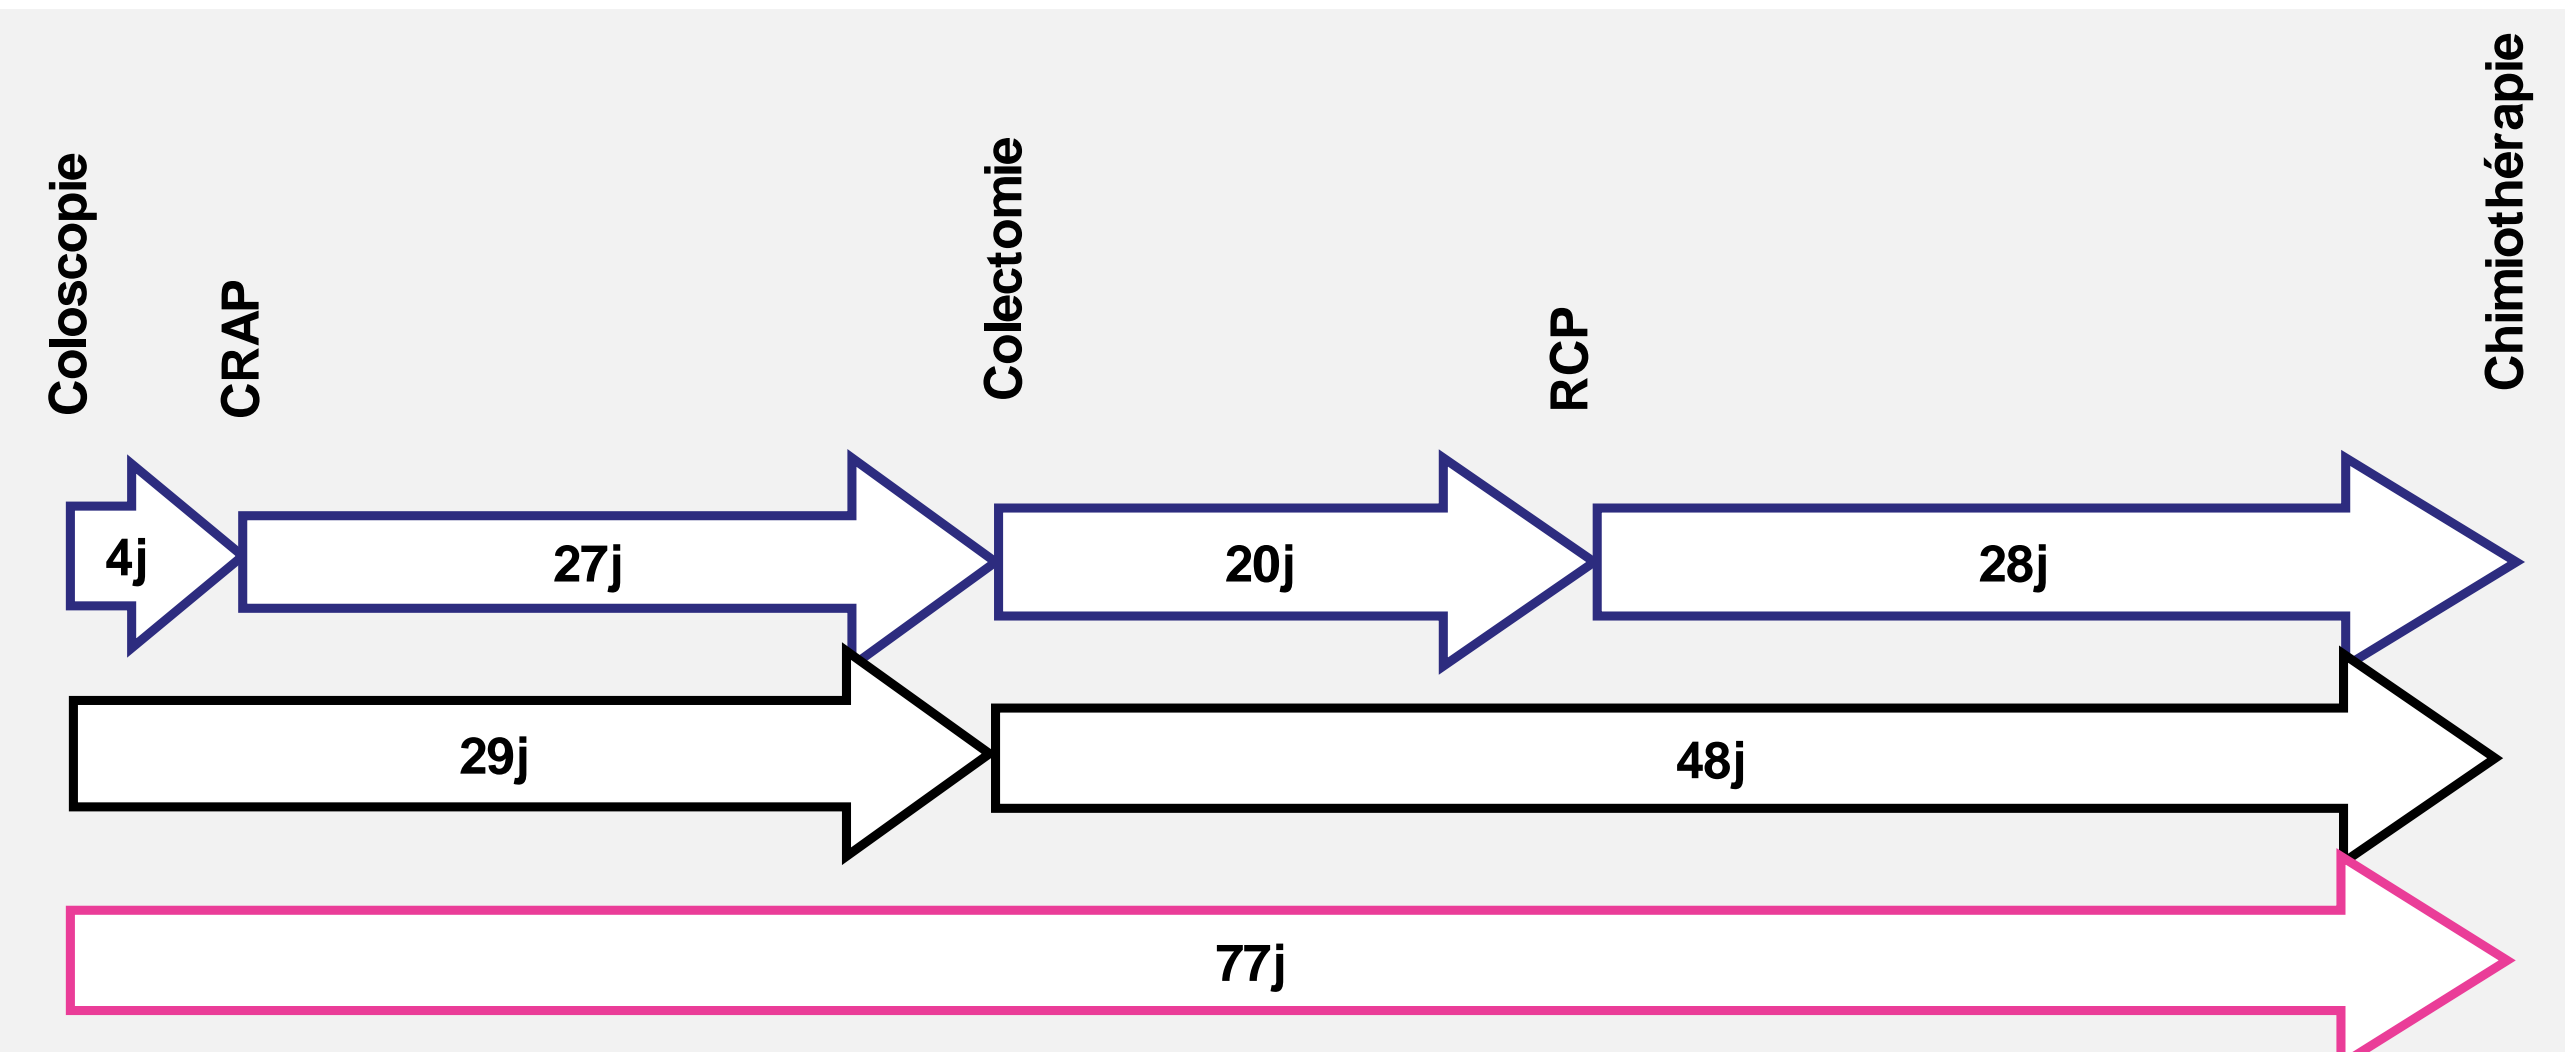 Coloscopie
CRAP
Colectomie
RCP
Chimiothérapie
4j
27j
20j
28j
29j
48j
77j